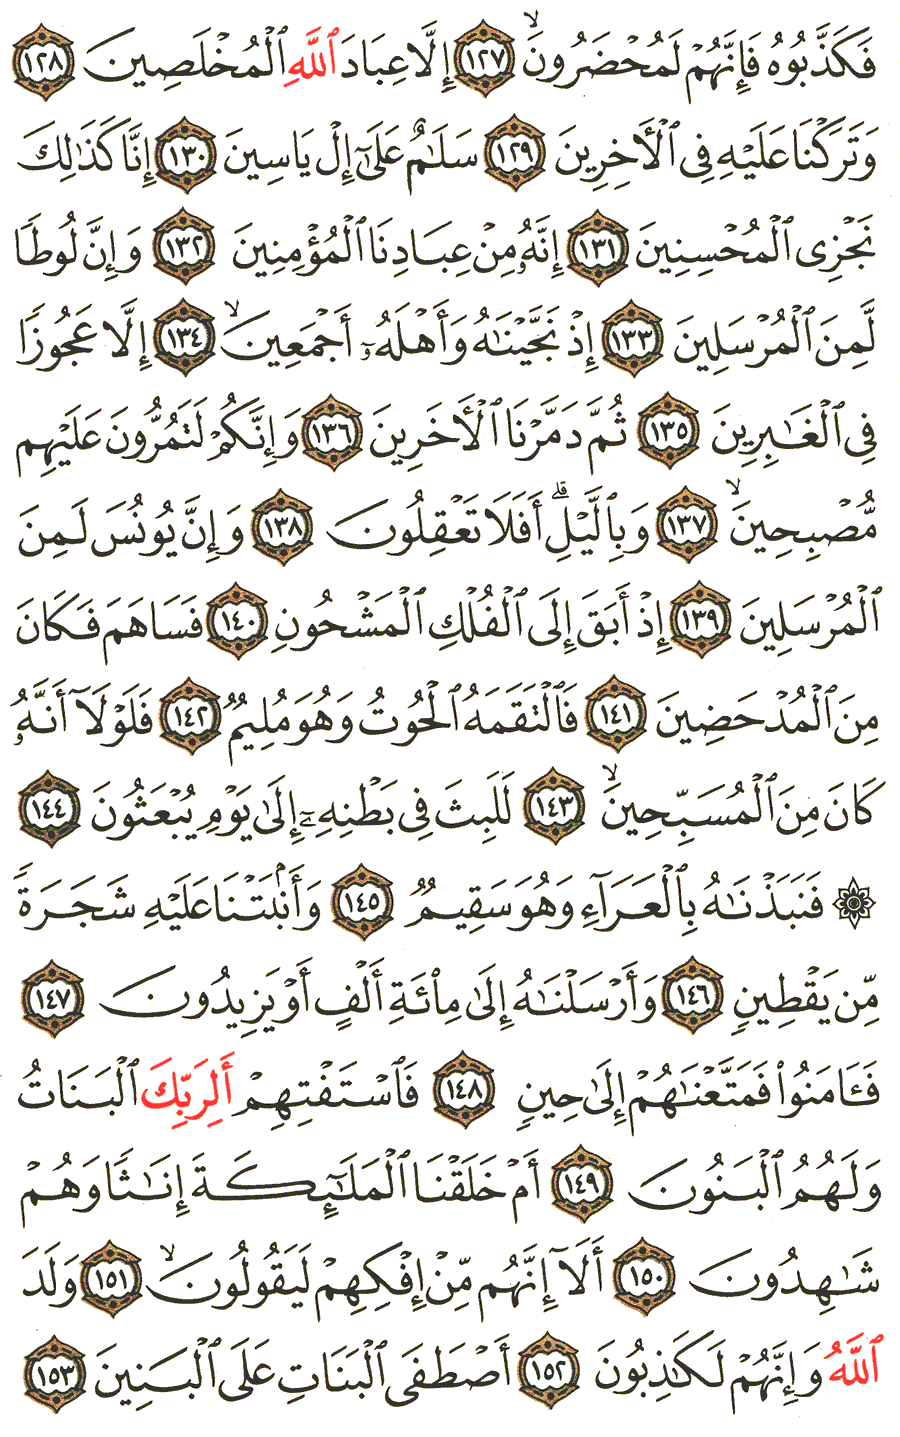 فَكَذَّبُوهُ فَإِنَّهُمْ لَمُحْضَرُونَ ۙ ١٢٧ إِلَّا عِبَادَ ٱللَّهِ ٱلْمُخْلَصِينَ ١٢٨
وَتَرَكْنَا عَلَيْهِ فِى ٱلْأَخِرِينَ ١٢٩ سَلَٰمٌ عَلَىٰٓ إِلْ يَاسِينَ ١٣٠ إِنَّا كَذَٰلِكَ
نَجْزِى ٱلْمُحْسِنِينَ ١٣١ إِنَّهُۥ مِنْ عِبَادِنَا ٱلْمُؤْمِنِينَ ١٣٢ وَإِنَّ لُوطًا
لَّمِنَ ٱلْمُرْسَلِينَ ١٣٣ إِذْ نَجَّيْنَٰهُ وَأَهْلَهُۥٓ أَجْمَعِينَ ۙ ١٣٤ إِلَّا عَجُوزًا
فِى ٱلْغَٰبِرِينَ ١٣٥ ثُمَّ دَمَّرْنَا ٱلْأَخَرِينَ ١٣٦ وَإِنَّكُمْ لَتَمُرُّونَ عَلَيْهِم
مُّصْبِحِينَ ۙ ١٣٧ وَبِٱلَّيْلِ ۗ أَفَلَا تَعْقِلُونَ ١٣٨ وَإِنَّ يُونُسَ لَمِنَ
ٱلْمُرْسَلِينَ ١٣٩ إِذْ أَبَقَ إِلَى ٱلْفُلْكِ ٱلْمَشْحُونِ ١٤٠ فَسَاهَمَ فَكَانَ
مِنَ ٱلْمُدْحَضِينَ ١٤١ فَٱلْتَقَمَهُ ٱلْحُوتُ وَهُوَ مُلِيمٌ ١٤٢ فَلَوْلَآ أَنَّهُۥ
كَانَ مِنَ ٱلْمُسَبِّحِينَ ۙ ١٤٣ لَلَبِثَ فِى بَطْنِهِۦٓ إِلَىٰ يَوْمِ يُبْعَثُونَ ١٤٤
۞ فَنَبَذْنَٰهُ بِٱلْعَرَآءِ وَهُوَ سَقِيمٌ ١٤٥ وَأَنۢبَتْنَا عَلَيْهِ شَجَرَةً
مِّن يَقْطِينٍ ١٤٦ وَأَرْسَلْنَٰهُ إِلَىٰ مِا۟ئَةِ أَلْفٍ أَوْ يَزِيدُونَ ١٤٧
فَـَٔامَنُوا۟ فَمَتَّعْنَٰهُمْ إِلَىٰ حِينٍ ١٤٨ فَٱسْتَفْتِهِمْ أَلِرَبِّكَ ٱلْبَنَاتُ
وَلَهُمُ ٱلْبَنُونَ ١٤٩ أَمْ خَلَقْنَا ٱلْمَلَٰٓئِكَةَ إِنَٰثًا وَهُمْ
شَٰهِدُونَ ١٥٠ أَلَآ إِنَّهُم مِّنْ إِفْكِهِمْ لَيَقُولُونَ ۙ ١٥١ وَلَدَ
ٱللَّهُ وَإِنَّهُمْ لَكَٰذِبُونَ ١٥٢ أَصْطَفَى ٱلْبَنَاتِ عَلَى ٱلْبَنِينَ ١٥٣